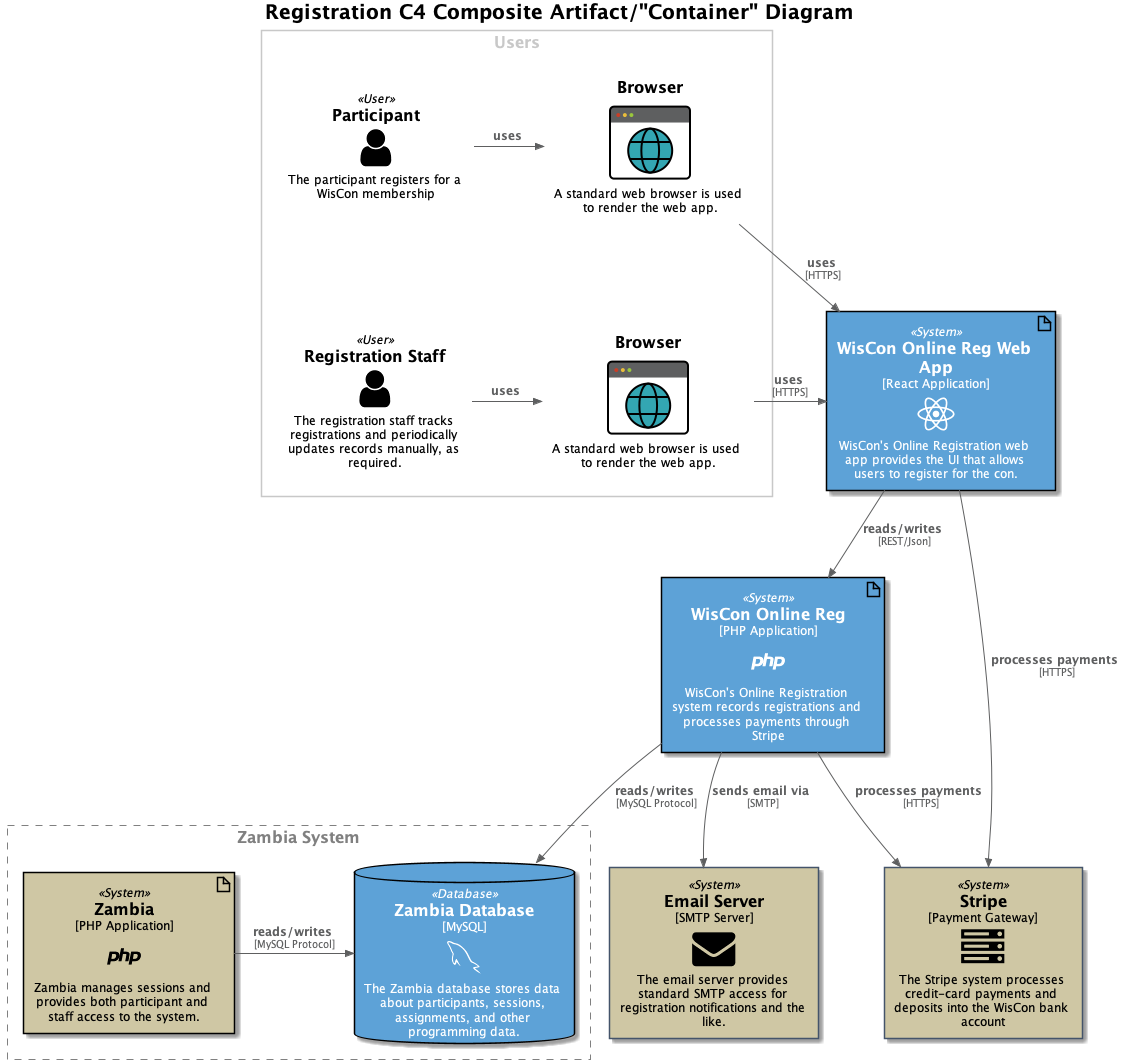 Registration C4 Composite Artifact/"Container" Diagram
Users
«User»
Participant
The participant registers for a
WisCon membership
uses
Browser
A standard web browser is used
to render the web app.
uses
[HTTPS]
«User»
Registration Staff
The registration staff tracks
registrations and periodically
updates records manually, as
required.
uses
Browser
A standard web browser is used
to render the web app.
uses
[HTTPS]
«System»
WisCon Online Reg Web
App
[React Application]
WisCon's Online Registration web
app provides the UI that allows
users to register for the con.
reads/writes
[REST/Json]
processes payments
[HTTPS]
«System»
WisCon Online Reg
[PHP Application]
php
WisCon's Online Registration
system records registrations and
processes payments through
Stripe
reads/writes
[MySQL Protocol]
sends email via
[SMTP]
processes payments
[HTTPS]
Zambia System
«System»
Zambia
[PHP Application]
php
Zambia manages sessions and
provides both participant and
staff access to the system.
reads/writes
[MySQL Protocol]
«Database»
Zambia Database
[MySQL]
The Zambia database stores data
about participants, sessions,
assignments, and other
programming data.
«System»
Email Server
[SMTP Server]
The email server provides
standard SMTP access for
registration notifications and the
like.
«System»
Stripe
[Payment Gateway]
The Stripe system processes
credit-card payments and
deposits into the WisCon bank
account